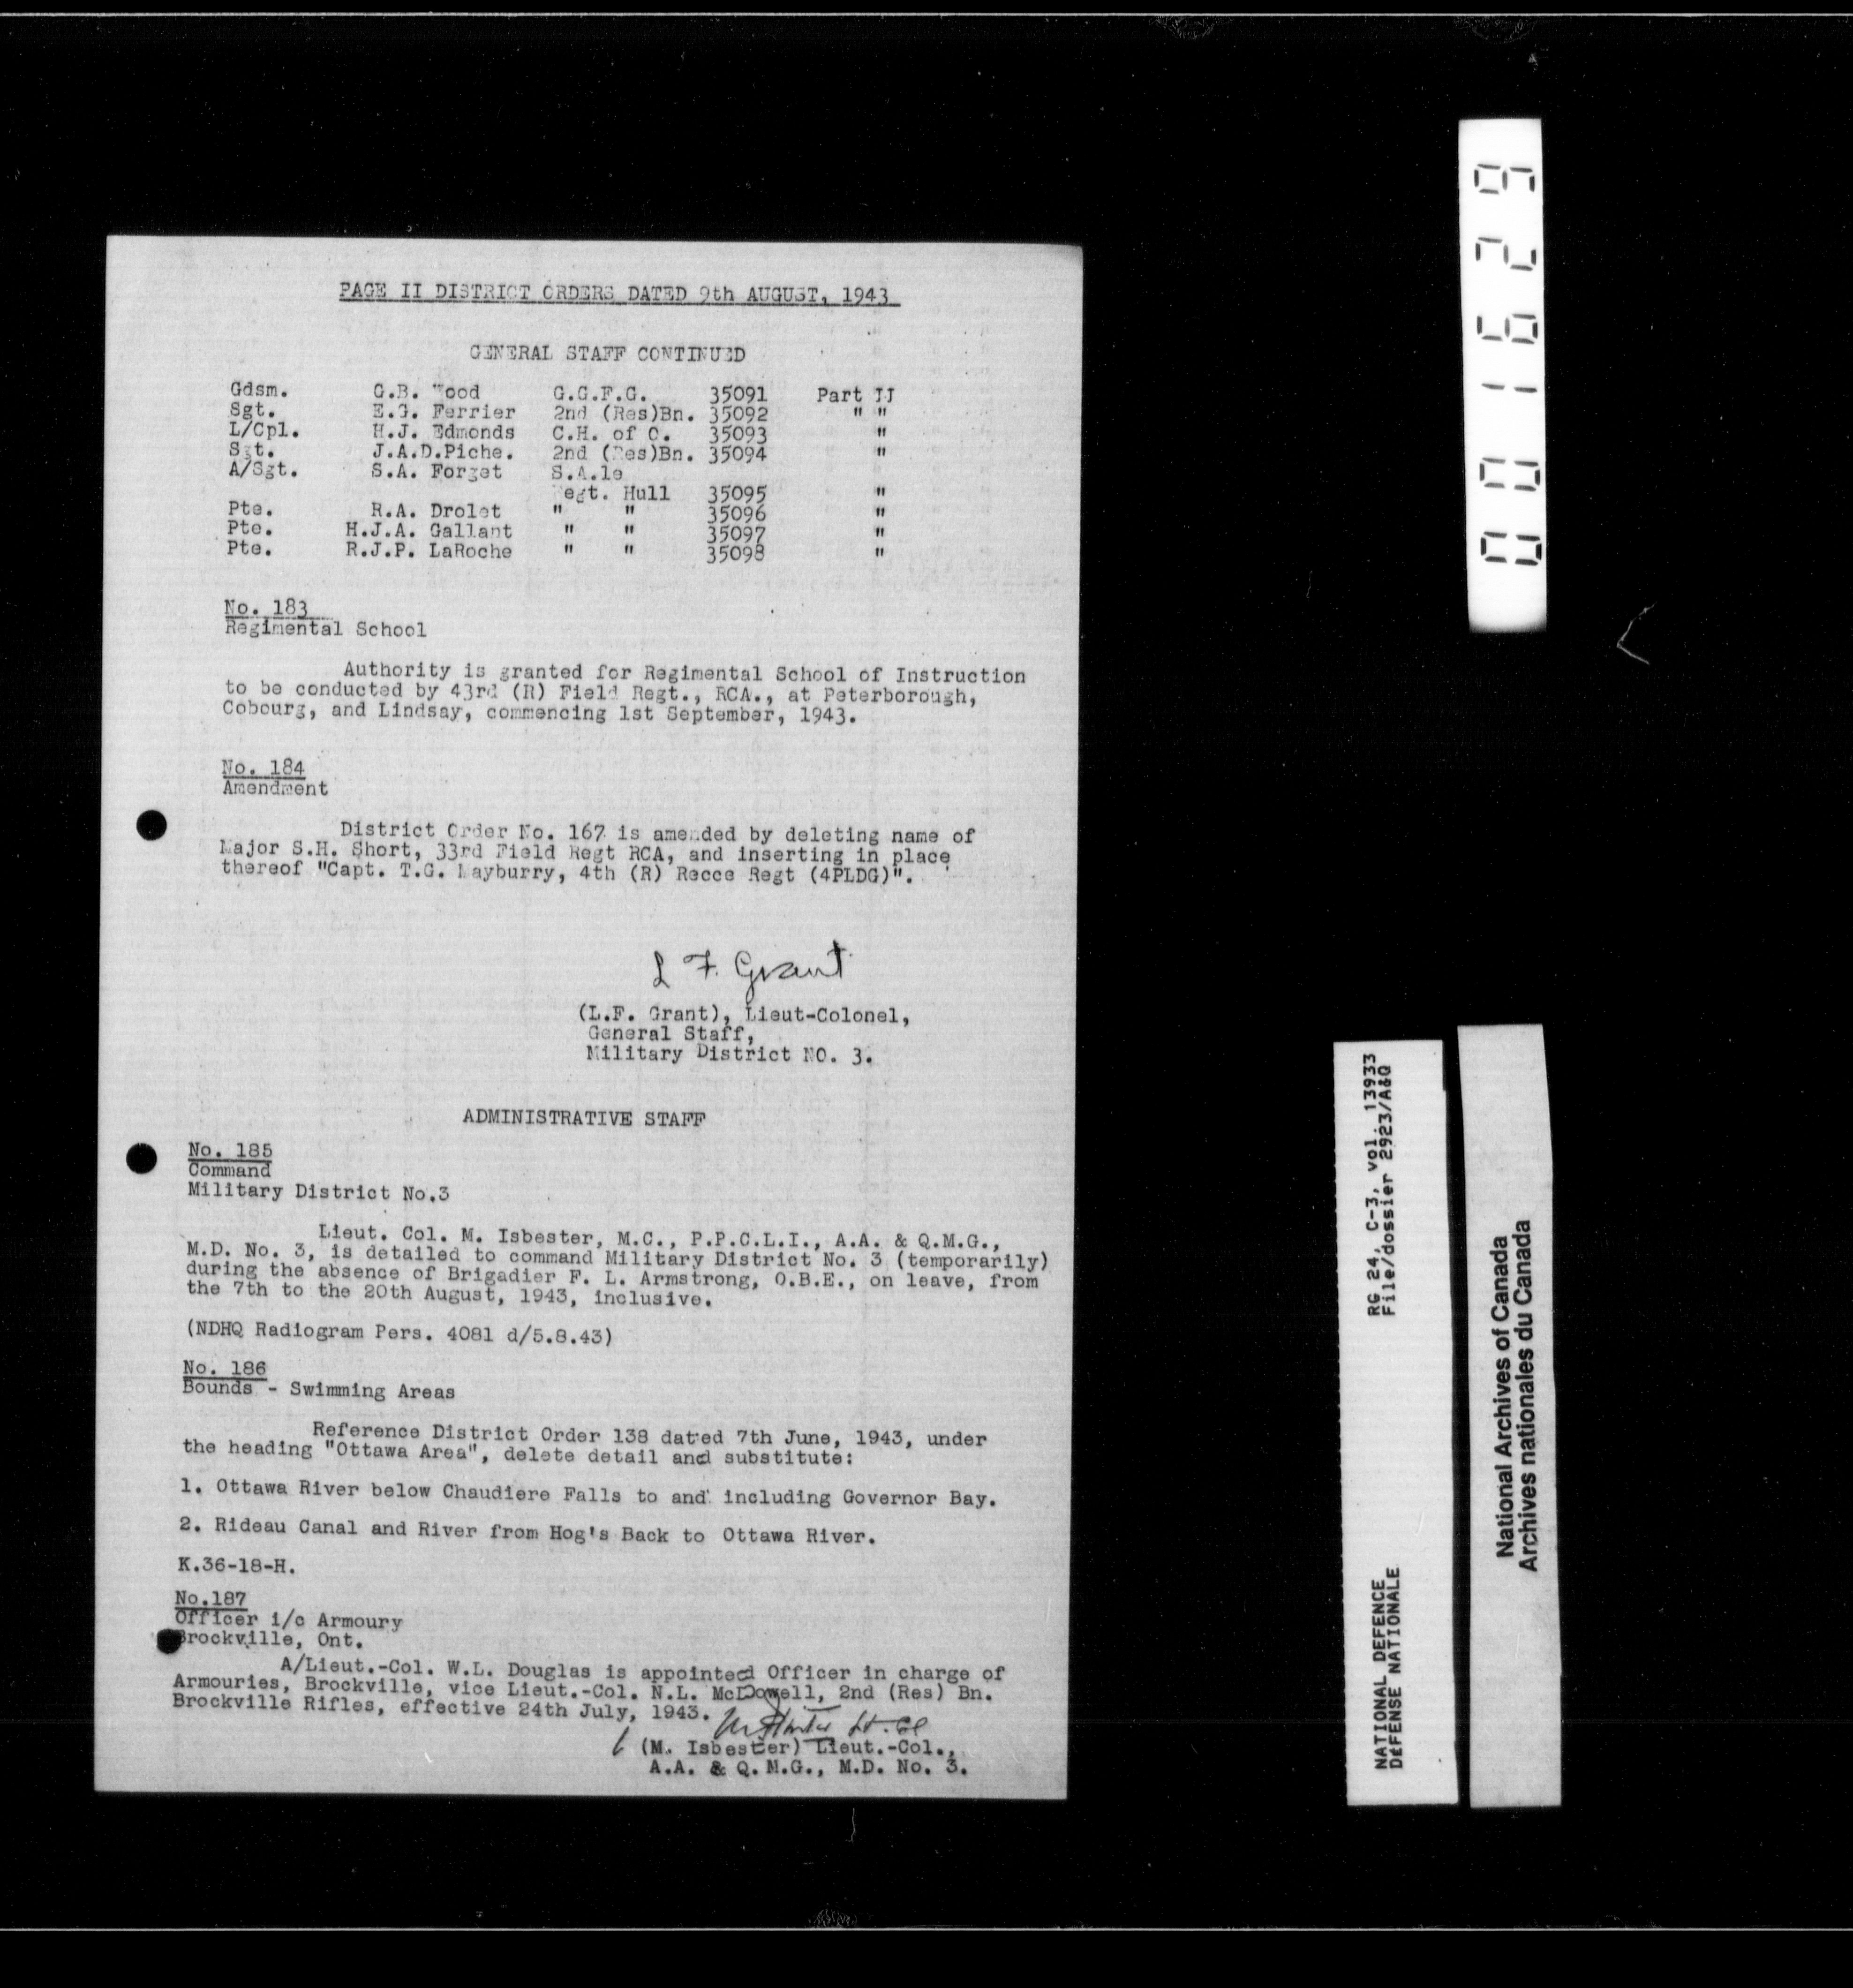 PAGE II DISTRICT ORDERS DATED 9th AUGUST, 1943
GENERAL STAFF CONTINUED
Gdsm. G.B. Wood G.G.F.G. 35091 Part II
Sgt. E.G. Ferrier 2nd (Res)Bn. 35092 " "
L/Cpl. H.J. Edmonds C.H. of O. 35093 "
Sgt. J.A.D.Piche. 2nd (Res)Bn. 35094 "
A/Sgt. S.A. Forget S.A.le
Regt. Hull 35095 "
Pte. R.A. Drolet " " 35096 "
Pte. H.J.A. Gallant " " 35097 "
Pte. R.J.P. LaRoche " " 35098 "
No. 183
Regimental School
Authority is granted for Regimental School of Instruction
to be conducted by 43rd (R) Field Regt., RCA., at Peterborough,
Cobourg, and Lindsay, commencing 1st September, 1943.
No. 184
Amendment
District Order No. 167 is amended by deleting name of
Major S.H. Short, 33rd Field Regt RCA, and inserting in place
thereof "Capt. T.G. Mayburry, 4th (R) Recce Regt (4PLDG)".
L F. Grant
(L.F. Grant), Lieut-Colonel,
General Staff,
Military District NO. 3.
ADMINISTRATIVE STAFF
No. 185
Command
Military District No.3
Lieut. Col. M. Isbester, M.C., P.P.C.L.I., A.A. & Q.M.G.,
M.D. No. 3, is detailed to command Military District No. 3 (temporarily)
during the absence of Brigadier F. L. Armstrong, O.B.E., on leave, from
the 7th to the 20th August, 1943, inclusive.
(NDHQ Radiogram Pers. 4081 d/5.8.43)
No. 186
Bounds - Swimming Areas
Reference District Order 138 dated 7th June, 1943, under
the heading "Ottawa Area", delete detail and substitute:
1. Ottawa River below Chaudiere Falls to and including Governor Bay.
2. Rideau Canal and River from Hog's Back to Ottawa River.
K.36-18-H.
No.187
Officer i/c Armoury
Brockville, Ont.
A/Lieut.-Col. W.L. Douglas is appointed Officer in charge of
Armouries, Brockville, vice Lieut.-Col. N.L. McDowell, 2nd (Res) Bn.
Brockville Rifles, effective 24th July, 1943.
Lt. Col
(M. Isbester) Lieut.-Col.,
A.A. & Q.M.G., M.D. No. 3.
001629
RG 24, C-3, vol. 13933
File/dossier 2923/A&Q
NATIONAL DEFENCE
DÉFENSE NATIONALE
National Archives of Canada
Archives nationales du Canada